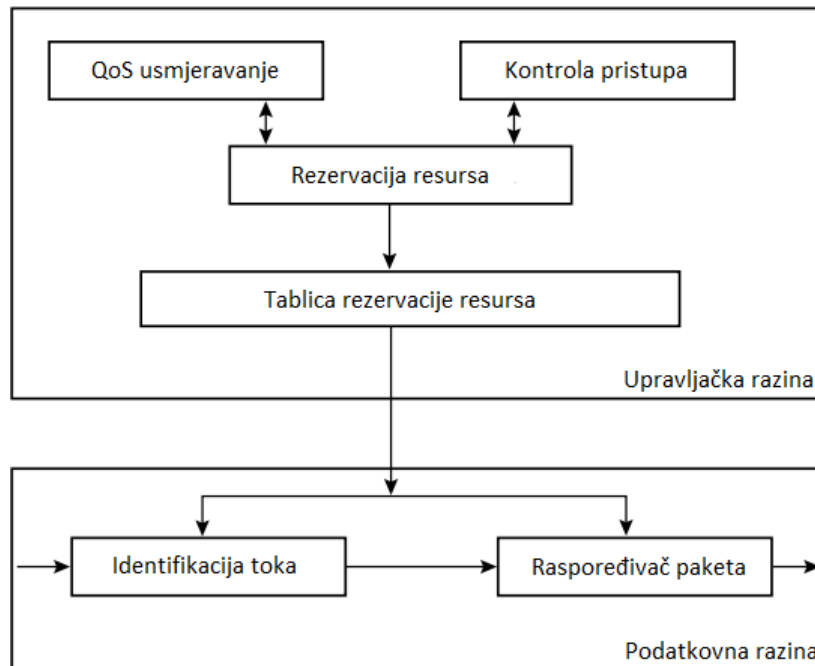 QoS usmjeravanje
Kontrola pristupa
Rezervacija resursa
Tablica rezervacije resursa
Upravljačka razina
Identifikacija toka
Raspoređivač paketa
Podatkovna razina